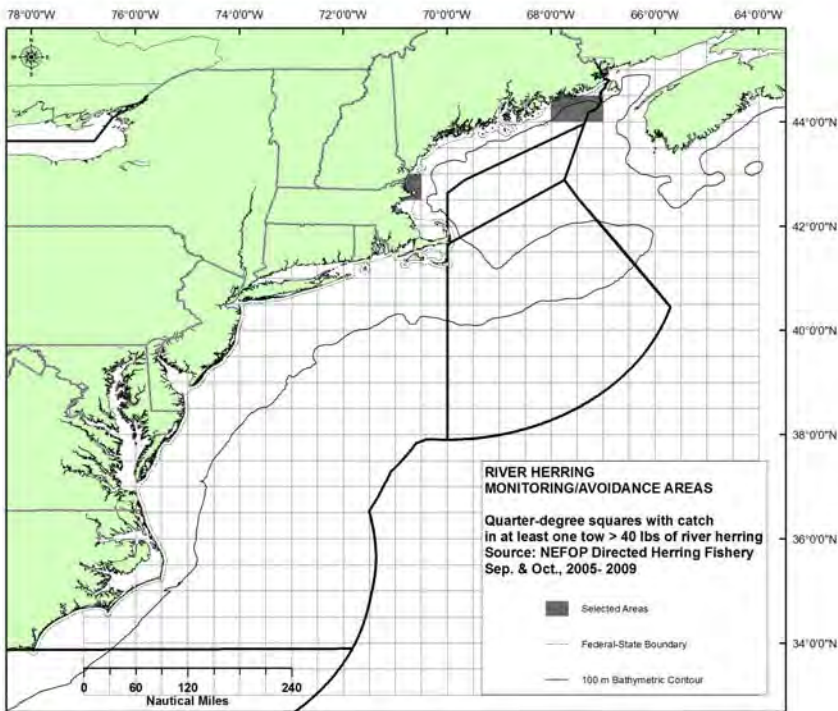 78°0'0"W 76°0'0"W 74°0'0"W 72°0'0"W 70°0'0"W 68°0'0"W 66°0'0"W 64°0'0"W
N
S
44°0'0"N
42°0'0"N
40°0'0"N
38°0'0"N
36°0'0"N
34°0'0"N
RIVER HERRING
MONITORING/AVOIDANCE AREAS
Quarter-degree squares with catch
in at least one tow > 40 lbs of river herring
Source: NEFOP Directed Herring Fishery
Sep. & Oct., 2005- 2009
Selected Areas
Federal-State Boundary
100 m Bathymetric Contour
0 60 120 240
Nautical Miles